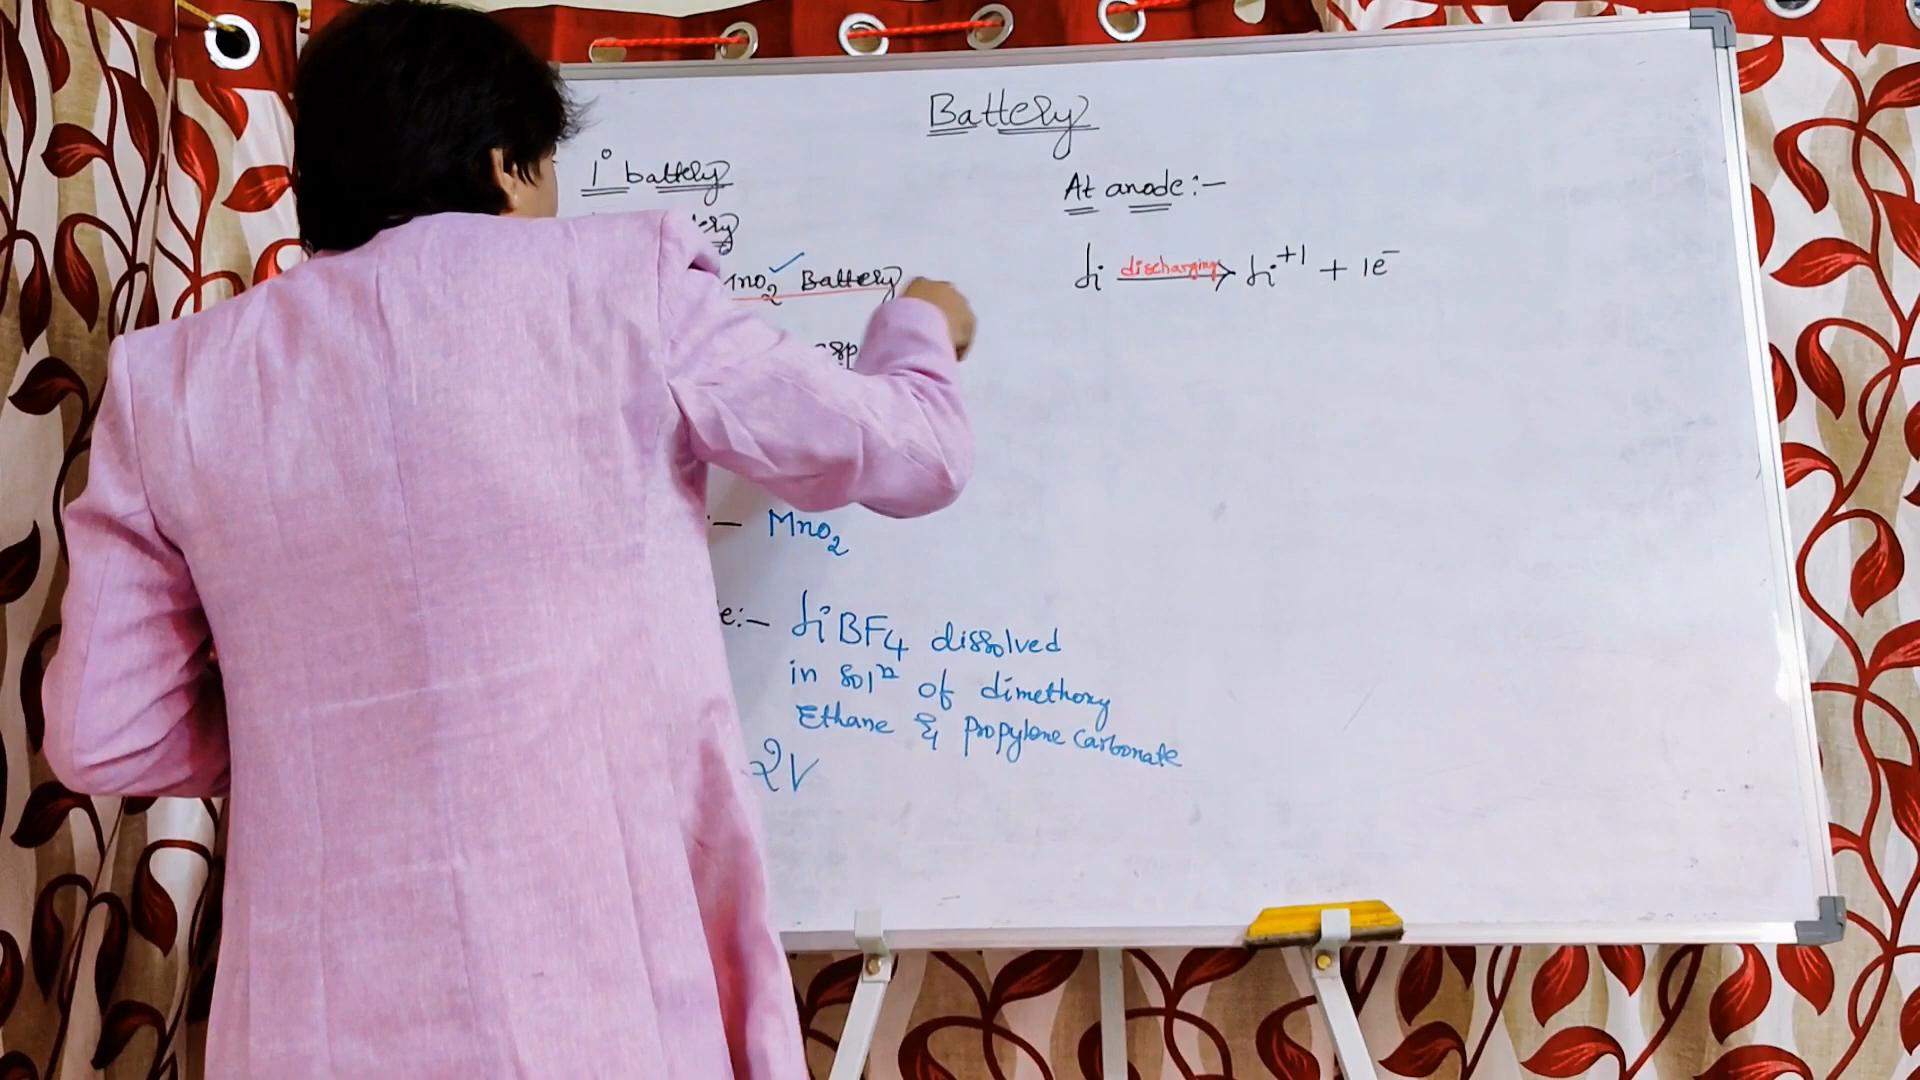 Battery
1° battery
Mno2 Battery
:- Mno2
e:- LiBF4 dissolved
in solⁿ of dimethoxy
Ethane & propylene carbonate
2V
At anode:-
Li discharging → Li⁺¹ + 1e⁻